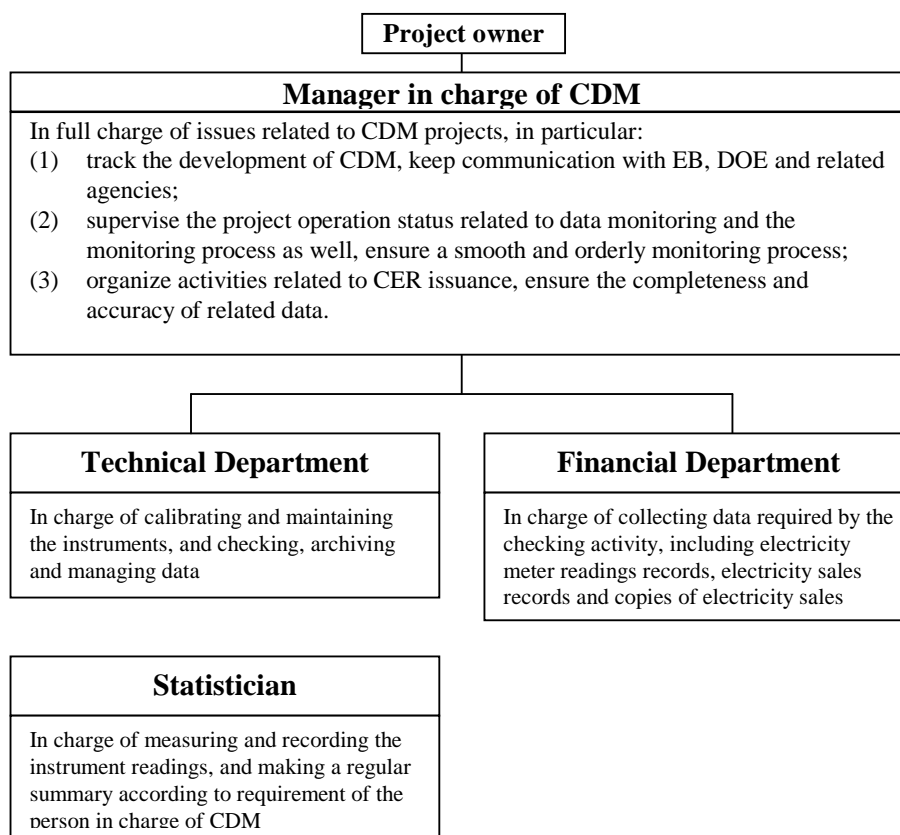 Project owner
Manager in charge of CDM
In full charge of issues related to CDM projects, in particular:
(1) track the development of CDM, keep communication with EB, DOE and related
agencies;
(2) supervise the project operation status related to data monitoring and the
monitoring process as well, ensure a smooth and orderly monitoring process;
(3) organize activities related to CER issuance, ensure the completeness and
accuracy of related data.
Technical Department
In charge of calibrating and maintaining
the instruments, and checking, archiving
and managing data
Financial Department
In charge of collecting data required by the
checking activity, including electricity
meter readings records, electricity sales
records and copies of electricity sales
Statistician
In charge of measuring and recording the
instrument readings, and making a regular
summary according to requirement of the
person in charge of CDM